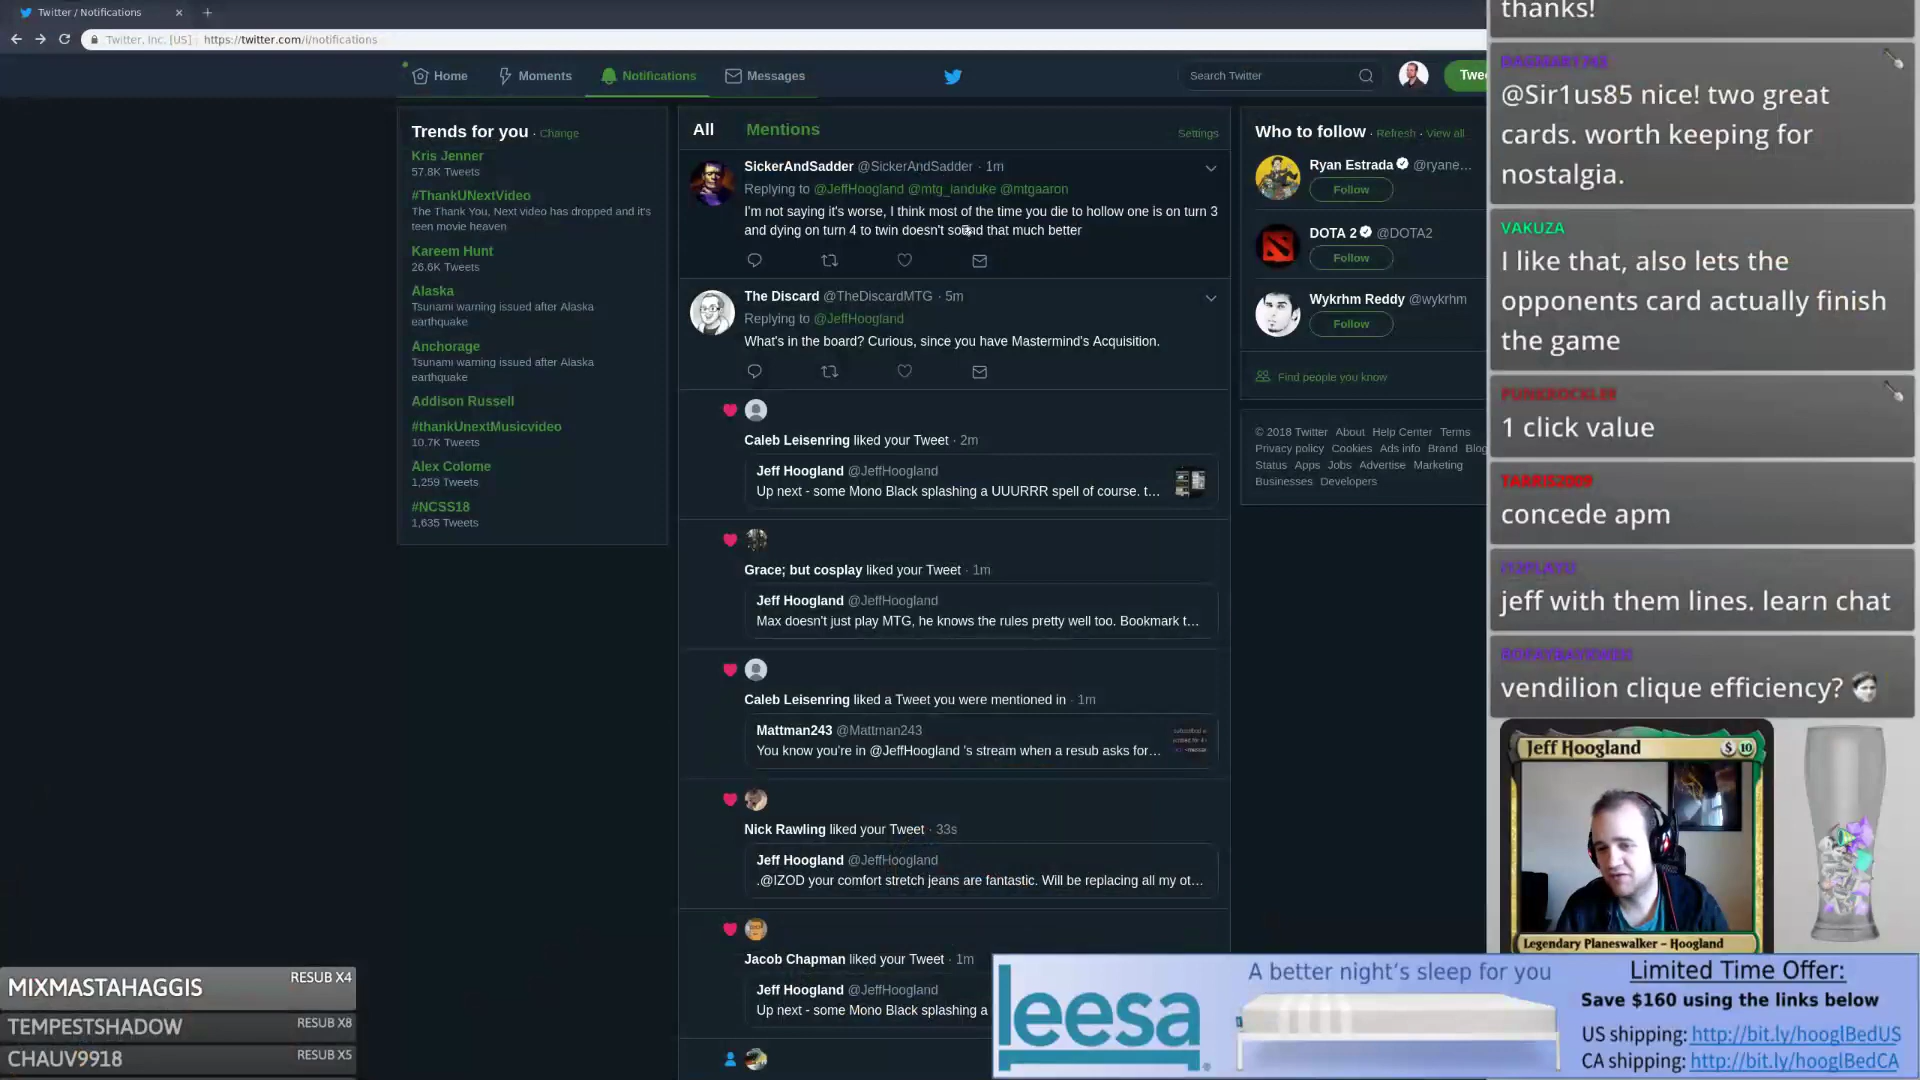 Twitter / Notifications
Twitter, Inc. [US]
https://twitter.com/i/notifications
Home
Moments
Notifications
Messages
Search Twitter
Twee
Trends for you · Change
Kris Jenner
57.8K Tweets
#ThankUNextVideo
The Thank You, Next video has dropped and it's
teen movie heaven
Kareem Hunt
26.6K Tweets
Alaska
Tsunami warning issued after Alaska
earthquake
Anchorage
Tsunami warning issued after Alaska
earthquake
Addison Russell
#thankUnextMusicvideo
10.7K Tweets
Alex Colome
1,259 Tweets
#NCSS18
1,635 Tweets
All
Mentions
Settings
SickerAndSadder @SickerAndSadder · 1m
Replying to @JeffHoogland @mtg_landuke @mtgaaron
I'm not saying it's worse, I think most of the time you die to hollow one is on turn 3
and dying on turn 4 to twin doesn't sound that much better
The Discard @TheDiscardMTG · 5m
Replying to @JeffHoogland
What's in the board? Curious, since you have Mastermind's Acquisition.
Caleb Leisenring liked your Tweet · 2m
Jeff Hoogland @JeffHoogland
Up next - some Mono Black splashing a UUURRR spell of course. t...
Grace; but cosplay liked your Tweet · 1m
Jeff Hoogland @JeffHoogland
Max doesn't just play MTG, he knows the rules pretty well too. Bookmark t...
Caleb Leisenring liked a Tweet you were mentioned in · 1m
Mattman243 @Mattman243
You know you're in @JeffHoogland 's stream when a resub asks for...
Nick Rawling liked your Tweet · 33s
Jeff Hoogland @JeffHoogland
.@IZOD your comfort stretch jeans are fantastic. Will be replacing all my ot...
Jacob Chapman liked your Tweet · 1m
Jeff Hoogland @JeffHoogland
Up next - some Mono Black splashing a
Who to follow · Refresh · View all
Ryan Estrada @ryane...
Follow
DOTA 2 @DOTA2
Follow
Wykrhm Reddy @wykrhm
Follow
Find people you know
© 2018 Twitter About Help Center Terms
Privacy policy Cookies Ads info Brand Blog
Status Apps Jobs Advertise Marketing
Businesses Developers
thanks!
@Sir1us85 nice! two great
cards. worth keeping for
nostalgia.
VAKUZA
I like that, also lets the
opponents card actually finish
the game
1 click value
concede apm
jeff with them lines. learn chat
vendilion clique efficiency?
Jeff Hoogland $ 10
Legendary Planeswalker – Hoogland
MIXMASTAHAGGIS RESUB X4
TEMPESTSHADOW RESUB X8
CHAUV9918 RESUB X5
leesa
A better night's sleep for you
Limited Time Offer:
Save $160 using the links below
US shipping: http://bit.ly/hooglBedUS
CA shipping: http://bit.ly/hooglBedCA